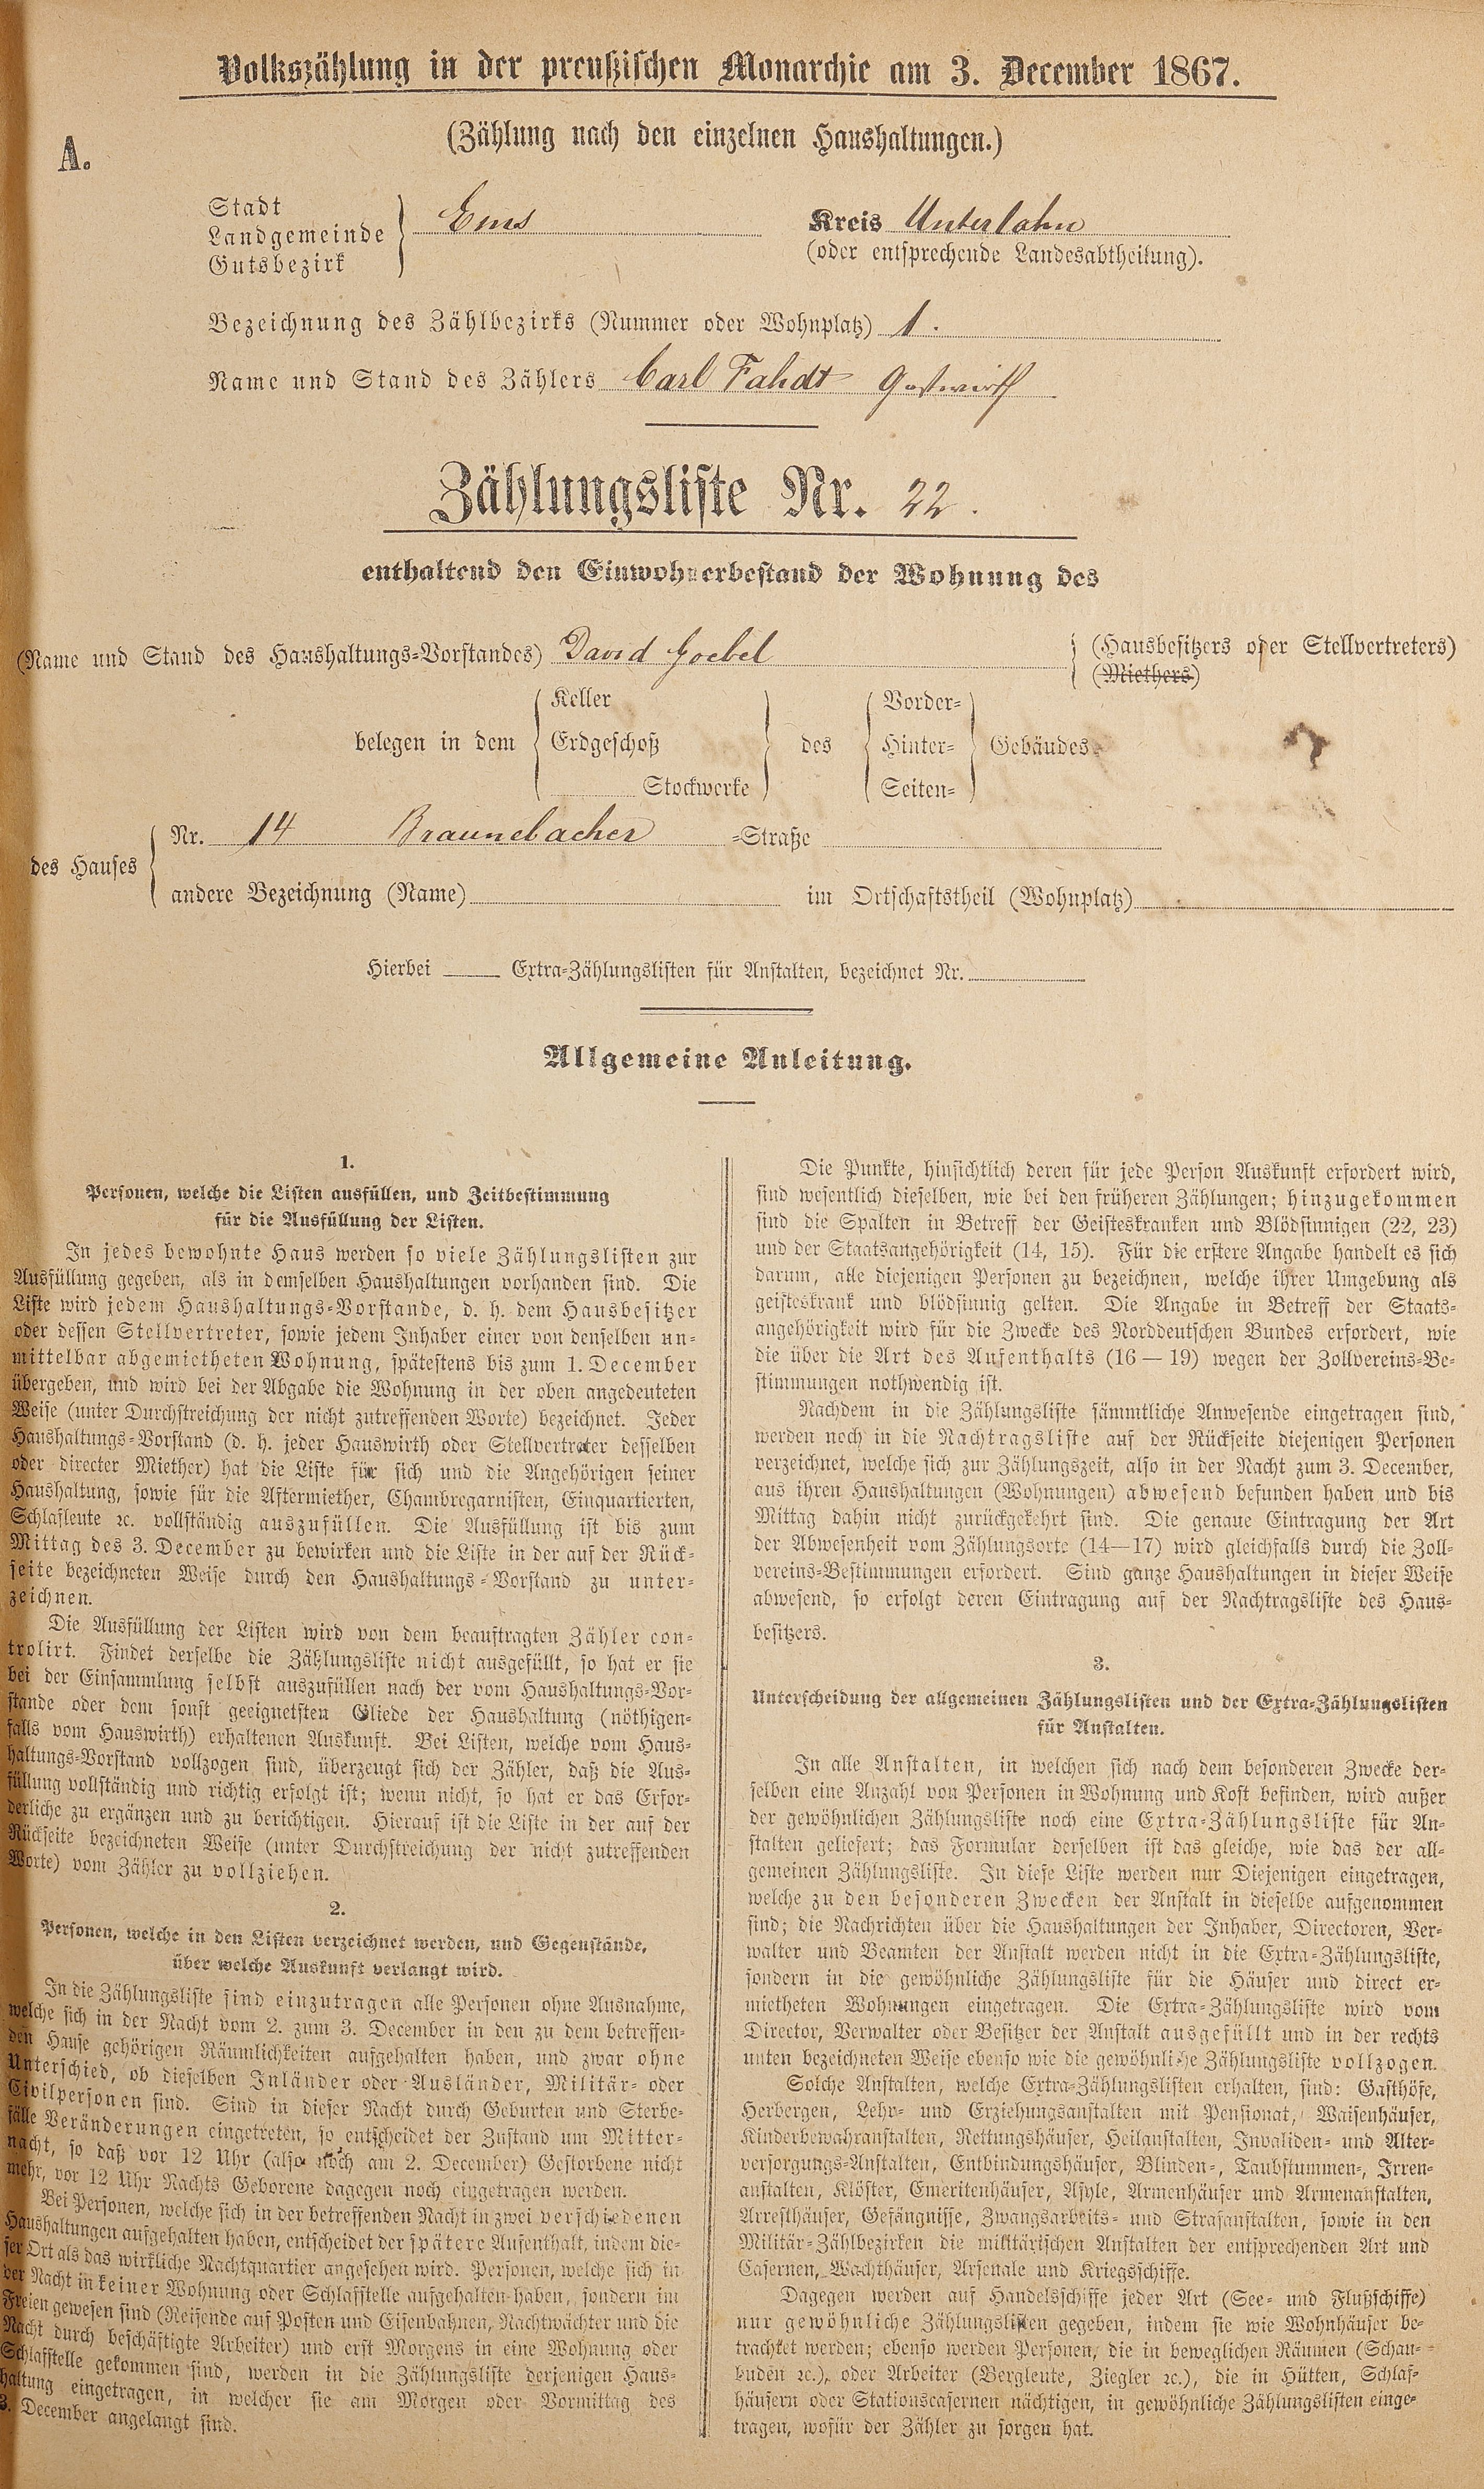 Volkszählung in der preußischen Monarchie am 3. December 1867.
(Zählung nach den einzelnen Haushaltungen.)
A.
Stadt
Landgemeinde
Gutsbezirk
Ems
Kreis Unterlahn
(oder entsprechende Landesabtheilung).
Bezeichnung des Zählbezirks (Nummer oder Wohnplatz) 1.
Name und Stand des Zählers Carl Fahdt Gastwirth
Zählungsliste Nr. 22.
enthaltend den Einwohnerbestand der Wohnung des
(Name und Stand des Haushaltungs-Vorstandes) David Goebel
(Hausbesitzers oder Stellvertreters)
(Miethers)
belegen in dem
Keller
Erdgeschoß
Stockwerke
des
Vorder-
Hinter-
Seiten-
Gebäudes
des Hauses
Nr. 14 Braunebacher -Straße
andere Bezeichnung (Name) im Ortschaftstheil (Wohnplatz)
Hierbei Extra-Zählungslisten für Anstalten, bezeichnet Nr.
Allgemeine Anleitung.
1.
Personen, welche die Listen ausfüllen, und Zeitbestimmung
für die Ausfüllung der Listen.
In jedes bewohnte Haus werden so viele Zählungslisten zur
Ausfüllung gegeben, als in demselben Haushaltungen vorhanden sind. Die
Liste wird jedem Haushaltungs-Vorstande, d. h. dem Hausbesitzer
oder dessen Stellvertreter, sowie jedem Inhaber einer von denselben un-
mittelbar abgemietheten Wohnung, spätestens bis zum 1. December
übergeben, und wird bei der Abgabe die Wohnung in der oben angedeuteten
Weise (unter Durchstreichung der nicht zutreffenden Worte) bezeichnet. Jeder
Haushaltungs-Vorstand (d. h. jeder Hauswirth oder Stellvertreter desselben
oder directer Miether) hat die Liste für sich und die Angehörigen seiner
Haushaltung, sowie für die Aftermiether, Chambregarnisten, Einquartierten,
Schlafleute ꝛc. vollständig auszufüllen. Die Ausfüllung ist bis zum
Mittag des 3. December zu bewirken und die Liste in der auf der Rück-
seite bezeichneten Weise durch den Haushaltungs-Vorstand zu unter-
zeichnen.
Die Ausfüllung der Listen wird von dem beauftragten Zähler con-
trolirt. Findet derselbe die Zählungsliste nicht ausgefüllt, so hat er sie
bei der Einsammlung selbst auszufüllen nach der vom Haushaltungs-Vor-
stande oder dem sonst geeignetsten Gliede der Haushaltung (nöthigen-
falls vom Hauswirth) erhaltenen Auskunft. Bei Listen, welche vom Haus-
haltungs-Vorstand vollzogen sind, überzeugt sich der Zähler, daß die Aus-
füllung vollständig und richtig erfolgt ist; wenn nicht, so hat er das Erfor-
derliche zu ergänzen und zu berichtigen. Hierauf ist die Liste in der auf der
Rückseite bezeichneten Weise (unter Durchstreichung der nicht zutreffenden
Worte) vom Zähler zu vollziehen.
2.
Personen, welche in den Listen verzeichnet werden, und Gegenstände,
über welche Auskunft verlangt wird.
In die Zählungsliste sind einzutragen alle Personen ohne Ausnahme,
welche sich in der Nacht vom 2. zum 3. December in den zu dem betreffen-
den Hause gehörigen Räumlichkeiten aufgehalten haben, und zwar ohne
Unterschied, ob dieselben Inländer oder Ausländer, Militär- oder
Civilpersonen sind. Sind in dieser Nacht durch Geburten und Sterbe-
fälle Veränderungen eingetreten, so entscheidet der Zustand um Mitter-
nacht, so daß vor 12 Uhr (also noch am 2. December) Gestorbene nicht
mehr, vor 12 Uhr Nachts Geborene dagegen noch eingetragen werden.
Bei Personen, welche sich in der betreffenden Nacht in zwei verschiedenen
Haushaltungen aufgehalten haben, entscheidet der spätere Aufenthalt, indem die-
ser Ort als das wirkliche Nachtquartier angesehen wird. Personen, welche sich in
der Nacht in keiner Wohnung oder Schlafstelle aufgehalten haben, sondern im
Freien gewesen sind (Reisende auf Posten und Eisenbahnen, Nachtwächter und die
Nacht durch beschäftigte Arbeiter) und erst Morgens in eine Wohnung oder
Schlafstelle gekommen sind, werden in die Zählungsliste derjenigen Haus-
haltung eingetragen, in welcher sie am Morgen oder Vormittag des
3. December angelangt sind.
Die Punkte, hinsichtlich deren für jede Person Auskunft erfordert wird,
sind wesentlich dieselben, wie bei den früheren Zählungen; hinzugekommen
sind die Spalten in Betreff der Geisteskranken und Blödsinnigen (22, 23)
und der Staatsangehörigkeit (14, 15). Für die erstere Angabe handelt es sich
darum, alle diejenigen Personen zu bezeichnen, welche ihrer Umgebung als
geisteskrank und blödsinnig gelten. Die Angabe in Betreff der Staats-
angehörigkeit wird für die Zwecke des Norddeutschen Bundes erfordert, wie
die über die Art des Aufenthalts (16 — 19) wegen der Zollvereins-Be-
stimmungen nothwendig ist.
Nachdem in die Zählungsliste sämmtliche Anwesende eingetragen sind,
werden noch in die Nachtragsliste auf der Rückseite diejenigen Personen
verzeichnet, welche sich zur Zählungszeit, also in der Nacht zum 3. December,
aus ihren Haushaltungen (Wohnungen) abwesend befunden haben und bis
Mittag dahin nicht zurückgekehrt sind. Die genaue Eintragung der Art
der Abwesenheit vom Zählungsorte (14—17) wird gleichfalls durch die Zoll-
vereins-Bestimmungen erfordert. Sind ganze Haushaltungen in dieser Weise
abwesend, so erfolgt deren Eintragung auf der Nachtragsliste des Haus-
besitzers.
3.
Unterscheidung der allgemeinen Zählungslisten und der Extra-Zählungslisten
für Anstalten.
In alle Anstalten, in welchen sich nach dem besonderen Zwecke der-
selben eine Anzahl von Personen in Wohnung und Kost befinden, wird außer
der gewöhnlichen Zählungsliste noch eine Extra-Zählungsliste für An-
stalten geliefert; das Formular derselben ist das gleiche, wie das der all-
gemeinen Zählungsliste. In diese Liste werden nur Diejenigen eingetragen,
welche zu den besonderen Zwecken der Anstalt in dieselbe aufgenommen
sind; die Nachrichten über die Haushaltungen der Inhaber, Directoren, Ver-
walter und Beamten der Anstalt werden nicht in die Extra-Zählungsliste,
sondern in die gewöhnliche Zählungsliste für die Häuser und direct er-
mietheten Wohnungen eingetragen. Die Extra-Zählungsliste wird vom
Director, Verwalter oder Besitzer der Anstalt ausgefüllt und in der rechts
unten bezeichneten Weise ebenso wie die gewöhnliche Zählungsliste vollzogen.
Solche Anstalten, welche Extra-Zählungslisten erhalten, sind: Gasthöfe,
Herbergen, Lehr- und Erziehungsanstalten mit Pensionat, Waisenhäuser,
Kinderbewahranstalten, Rettungshäuser, Heilanstalten, Invaliden- und Alter-
versorgungs-Anstalten, Entbindungshäuser, Blinden-, Taubstummen-, Irren-
anstalten, Klöster, Emeritenhäuser, Asyle, Armenhäuser und Armenanstalten,
Arresthäuser, Gefängnisse, Zwangsarbeits- und Strafanstalten, sowie in den
Militär-Zählbezirken die militärischen Anstalten der entsprechenden Art und
Casernen, Wachthäuser, Arsenale und Kriegsschiffe.
Dagegen werden auf Handelsschiffe jeder Art (See- und Flußschiffe)
nur gewöhnliche Zählungslisten gegeben, indem sie wie Wohnhäuser be-
trachtet werden; ebenso werden Personen, die in beweglichen Räumen (Schau-
buden ꝛc.), oder Arbeiter (Bergleute, Ziegler ꝛc.), die in Hütten, Schlaf-
häusern oder Stationscasernen nächtigen, in gewöhnliche Zählungslisten einge-
tragen, wofür der Zähler zu sorgen hat.